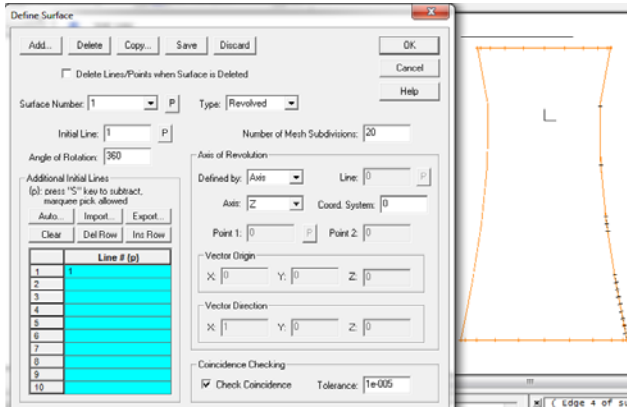 Define Surface
Add... Delete Copy... Save Discard OK
Delete Lines/Points when Surface is Deleted Cancel
Help
Surface Number: 1 P Type: Revolved
Initial Line: 1 P Number of Mesh Subdivisions: 20
Angle of Rotation: 360
Axis of Revolution
Additional Initial Lines
{p}: press "S" key to subtract,
marquee pick allowed
Defined by: Axis Line: 0 P
Auto... Import... Export...
Axis: Z Coord. System: 0
Clear Del Row Ins Row
Point 1: 0 P Point 2: 0
Line # {p}
1 1
2
3
4
5
6
7
8
9
10
Vector Origin
X: 0 Y: 0 Z: 0
Vector Direction
X: 1 Y: 0 Z: 0
Coincidence Checking
Check Coincidence Tolerance: 1e-005
( Edge 4 of su